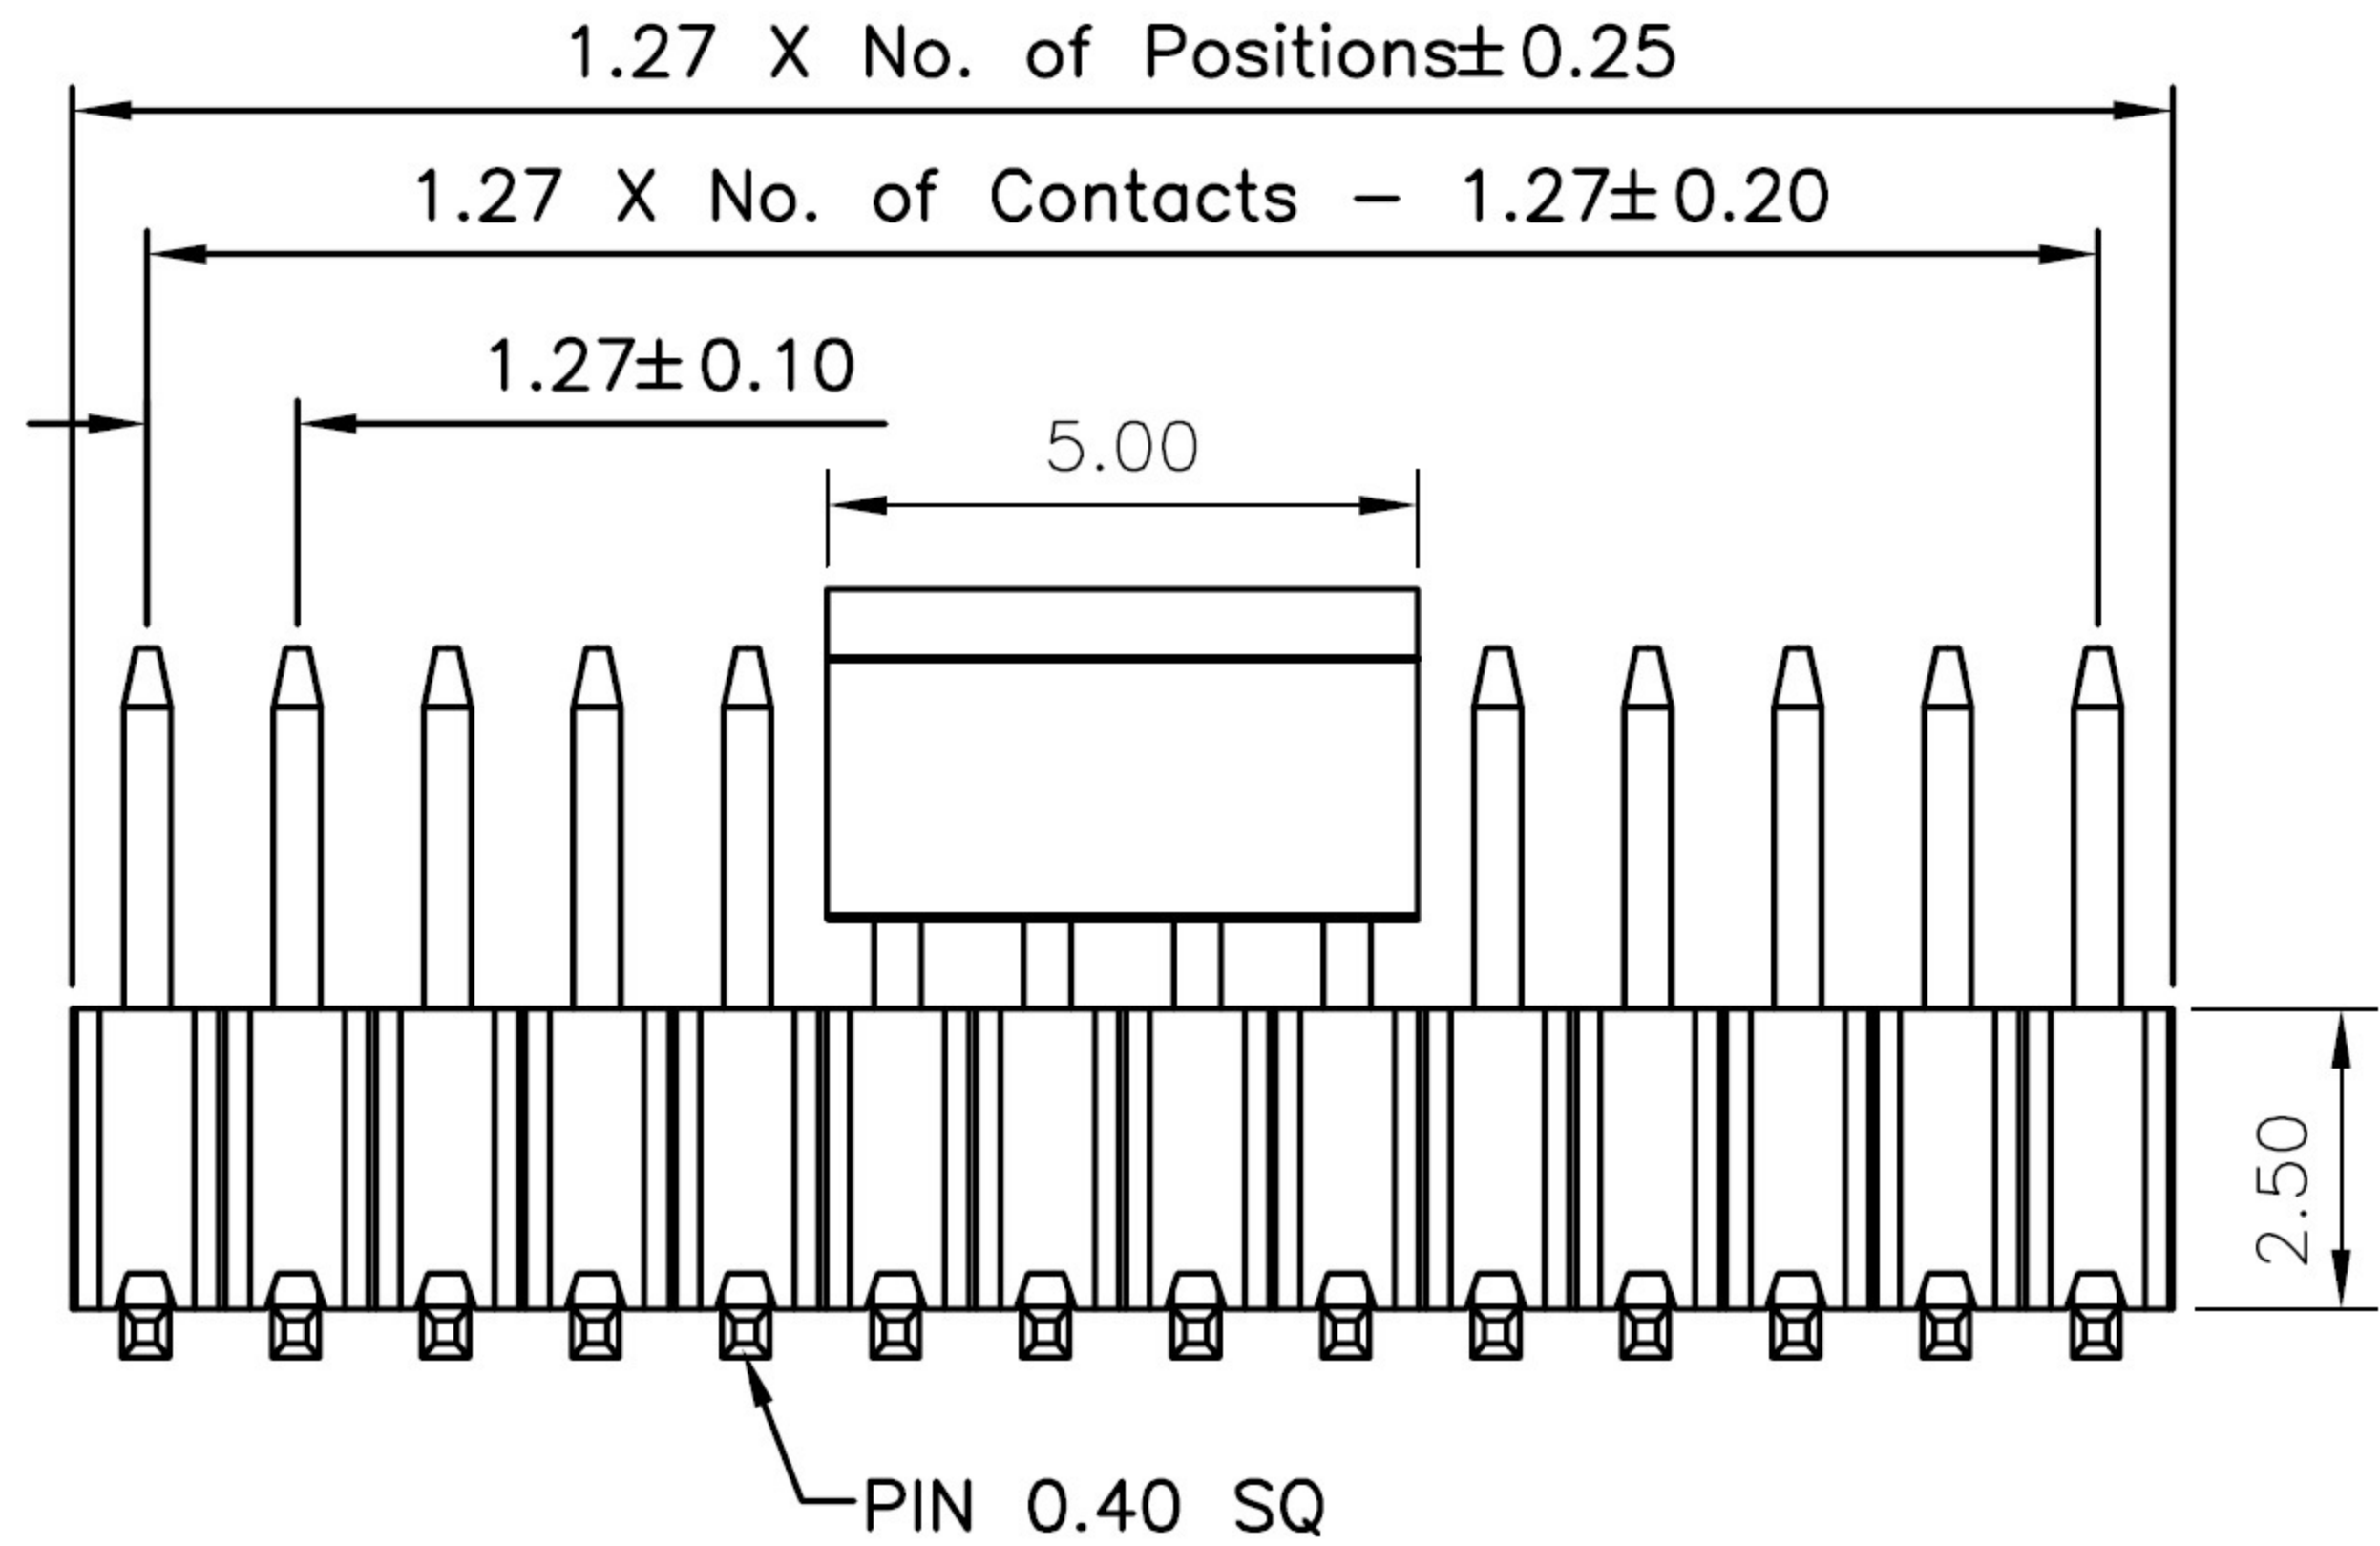 1.27 X No. of Positions±0.25
1.27 X No. of Contacts - 1.27±0.20
1.27±0.10
5.00
2.50
PIN 0.40 SQ